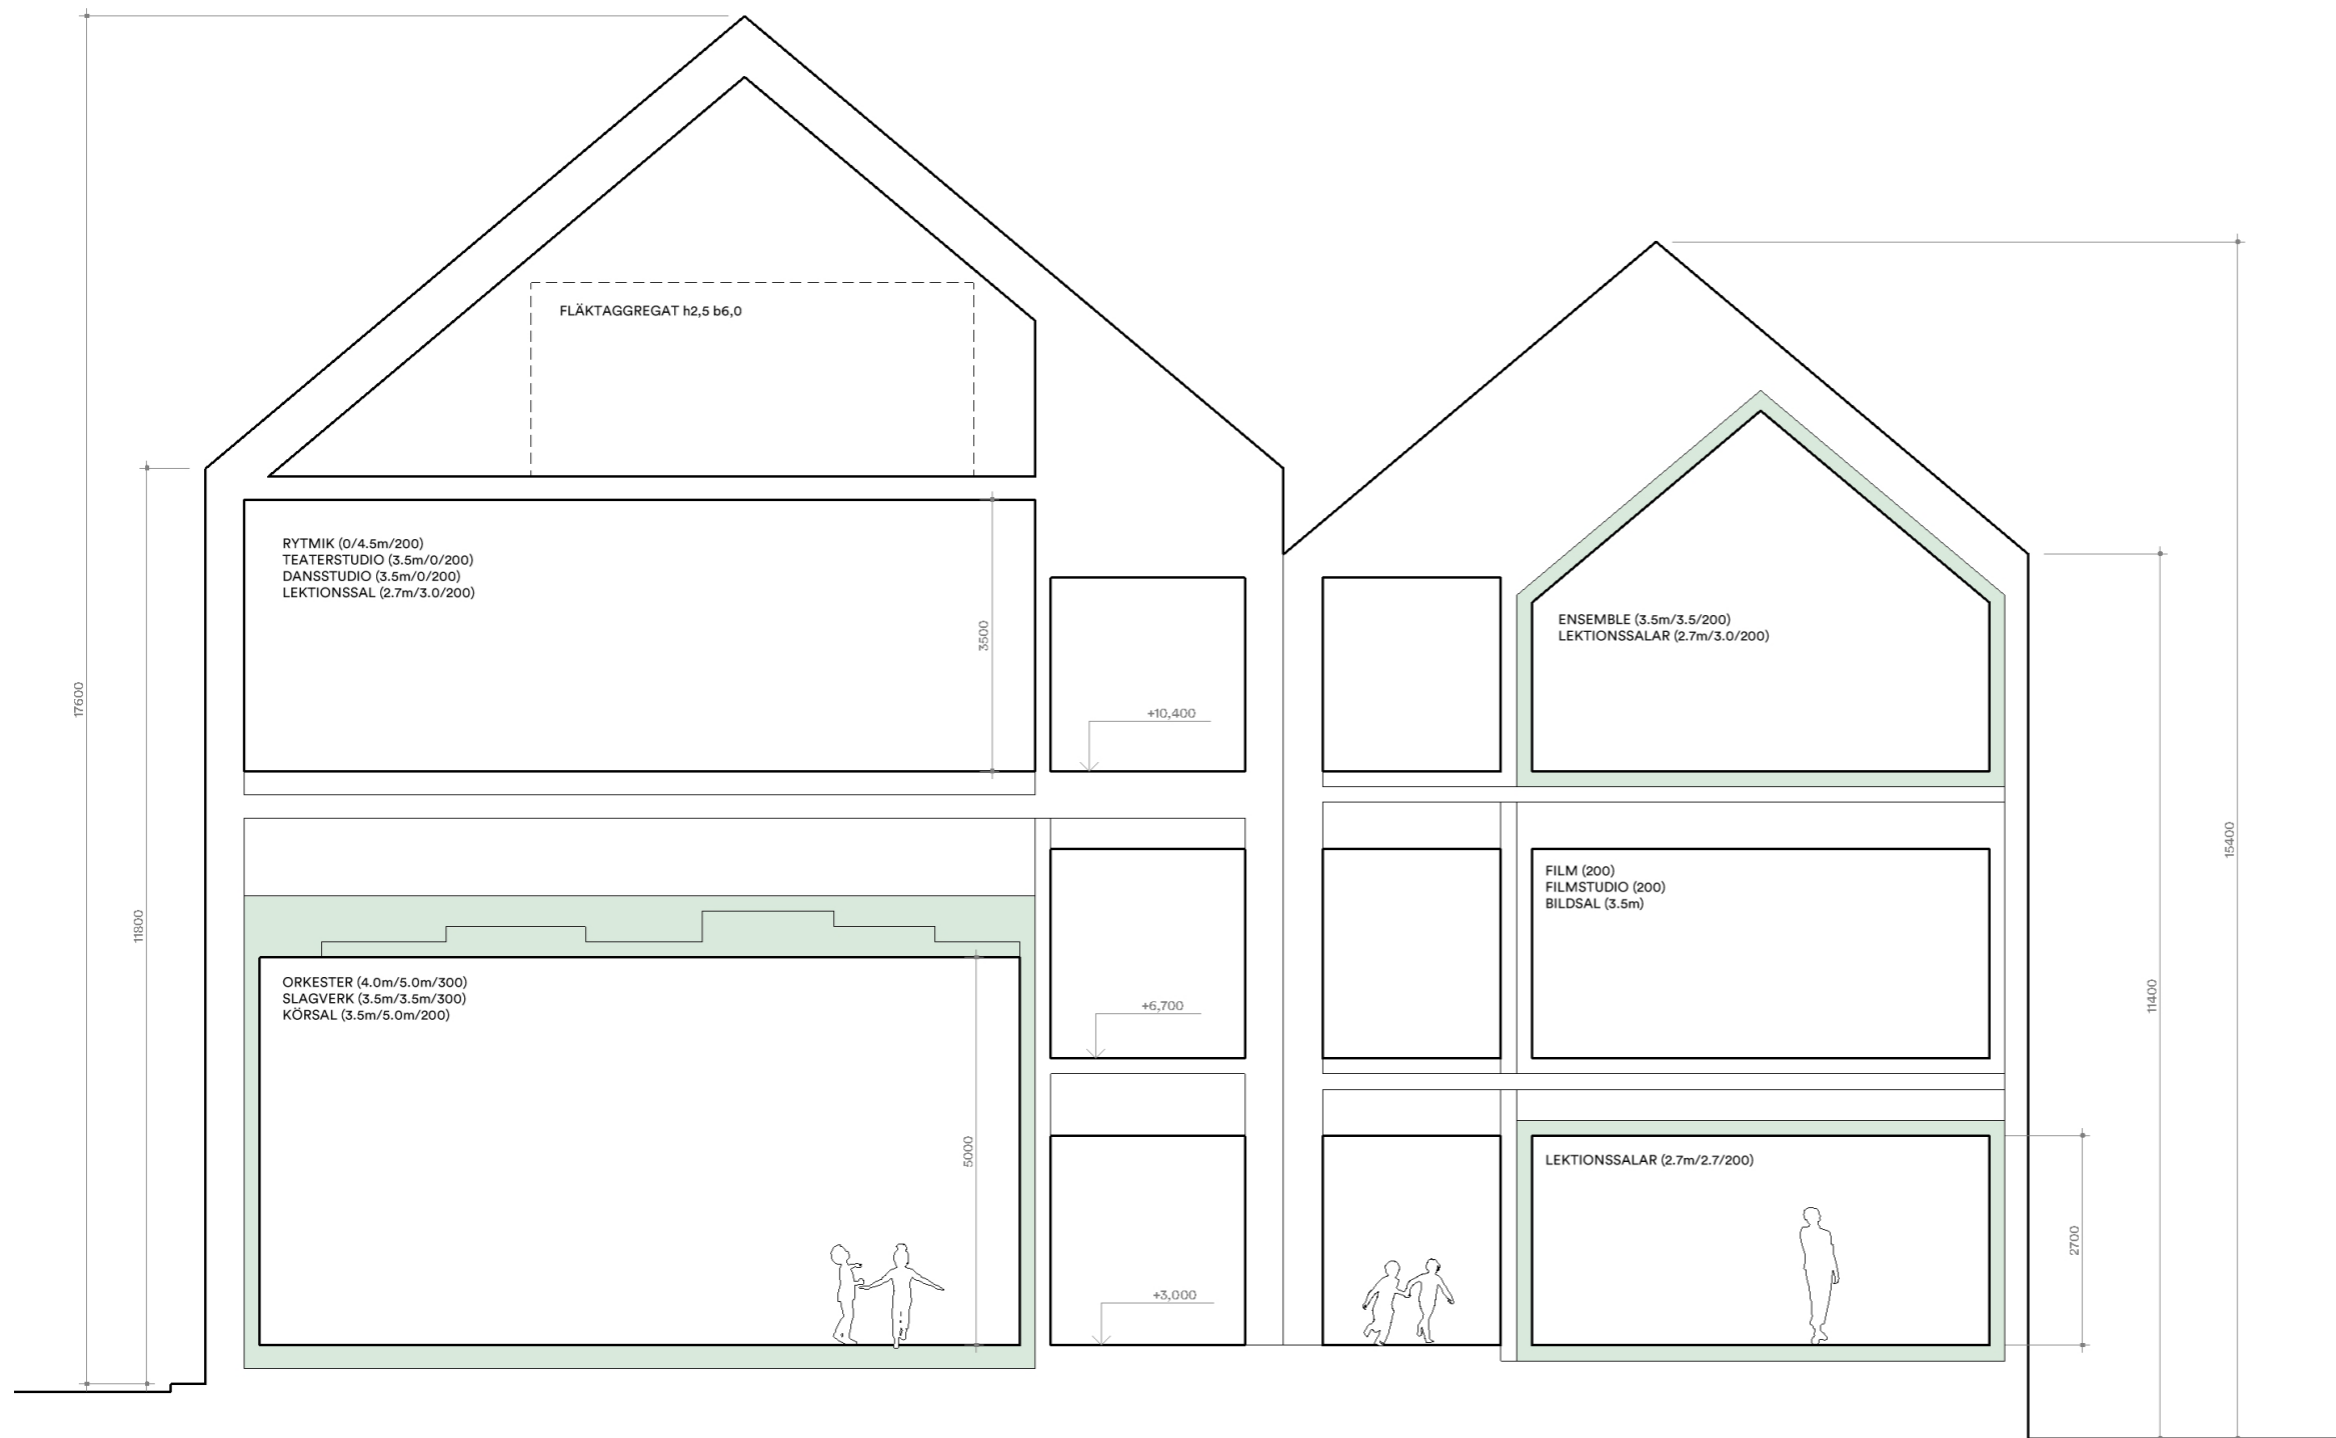 FLÄKTAGGREGAT h2,5 b6,0
RYTMIK (0/4.5m/200)
TEATERSTUDIO (3.5m/0/200)
DANSSTUDIO (3.5m/0/200)
LEKTIONSSAL (2.7m/3.0/200)
3500
+10,400
ENSEMBLE (3.5m/3.5/200)
LEKTIONSSALAR (2.7m/3.0/200)
17600
11800
15400
FILM (200)
FILMSTUDIO (200)
BILDSAL (3.5m)
ORKESTER (4.0m/5.0m/300)
SLAGVERK (3.5m/3.5m/300)
KÖRSAL (3.5m/5.0m/200)
+6,700
11400
5000
LEKTIONSSALAR (2.7m/2.7/200)
2700
+3,000